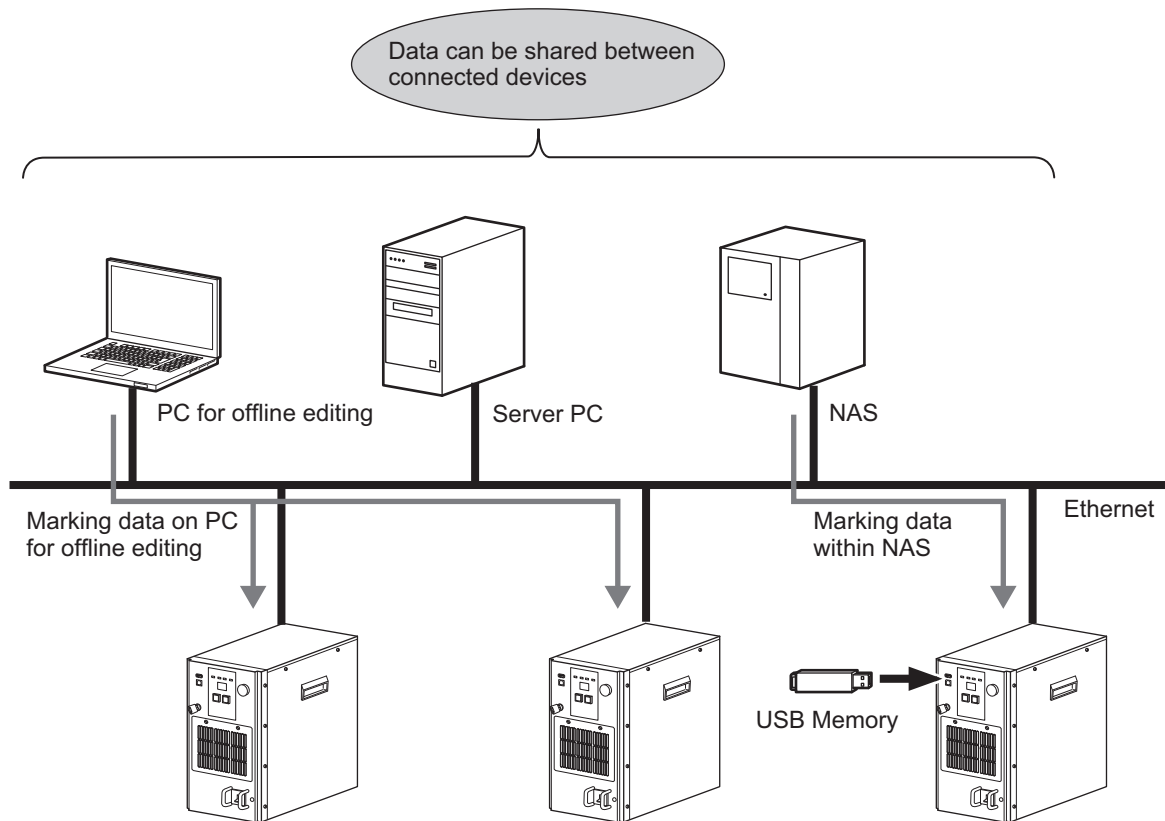 Data can be shared between
connected devices
PC for offline editing
Server PC
NAS
Ethernet
Marking data on PC
for offline editing
Marking data
within NAS
USB Memory